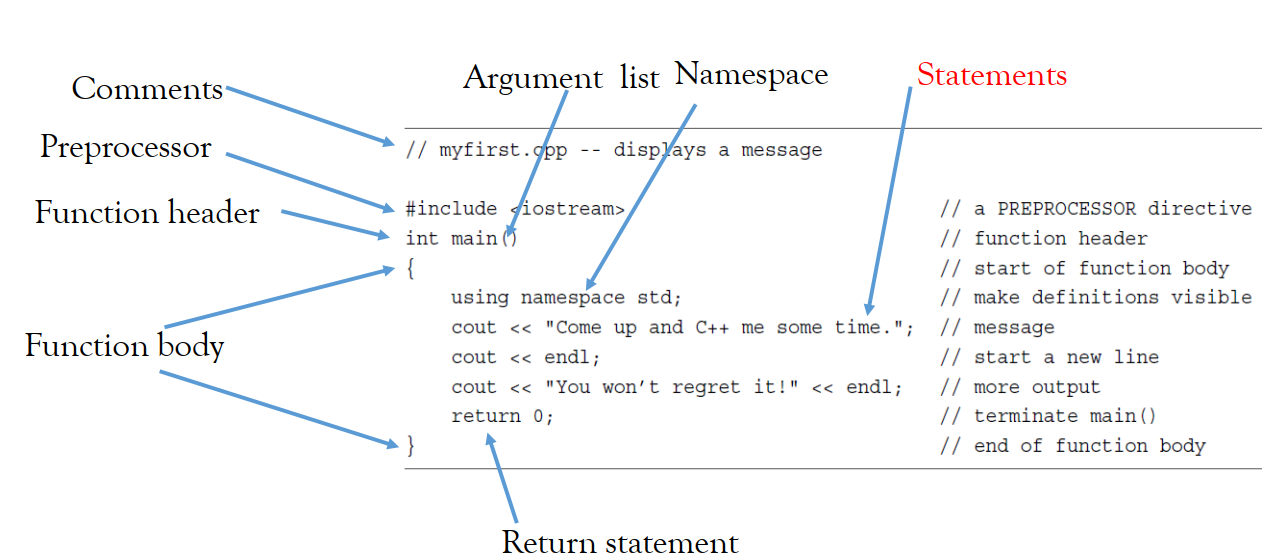 Argument list Namespace Statements
Comments
Preprocessor
Function header
Function body
// myfirst.cpp -- displays a message
#include <iostream> // a PREPROCESSOR directive
int main() // function header
{ // start of function body
using namespace std; // make definitions visible
cout << "Come up and C++ me some time."; // message
cout << endl; // start a new line
cout << "You won’t regret it!" << endl; // more output
return 0; // terminate main()
} // end of function body
Return statement